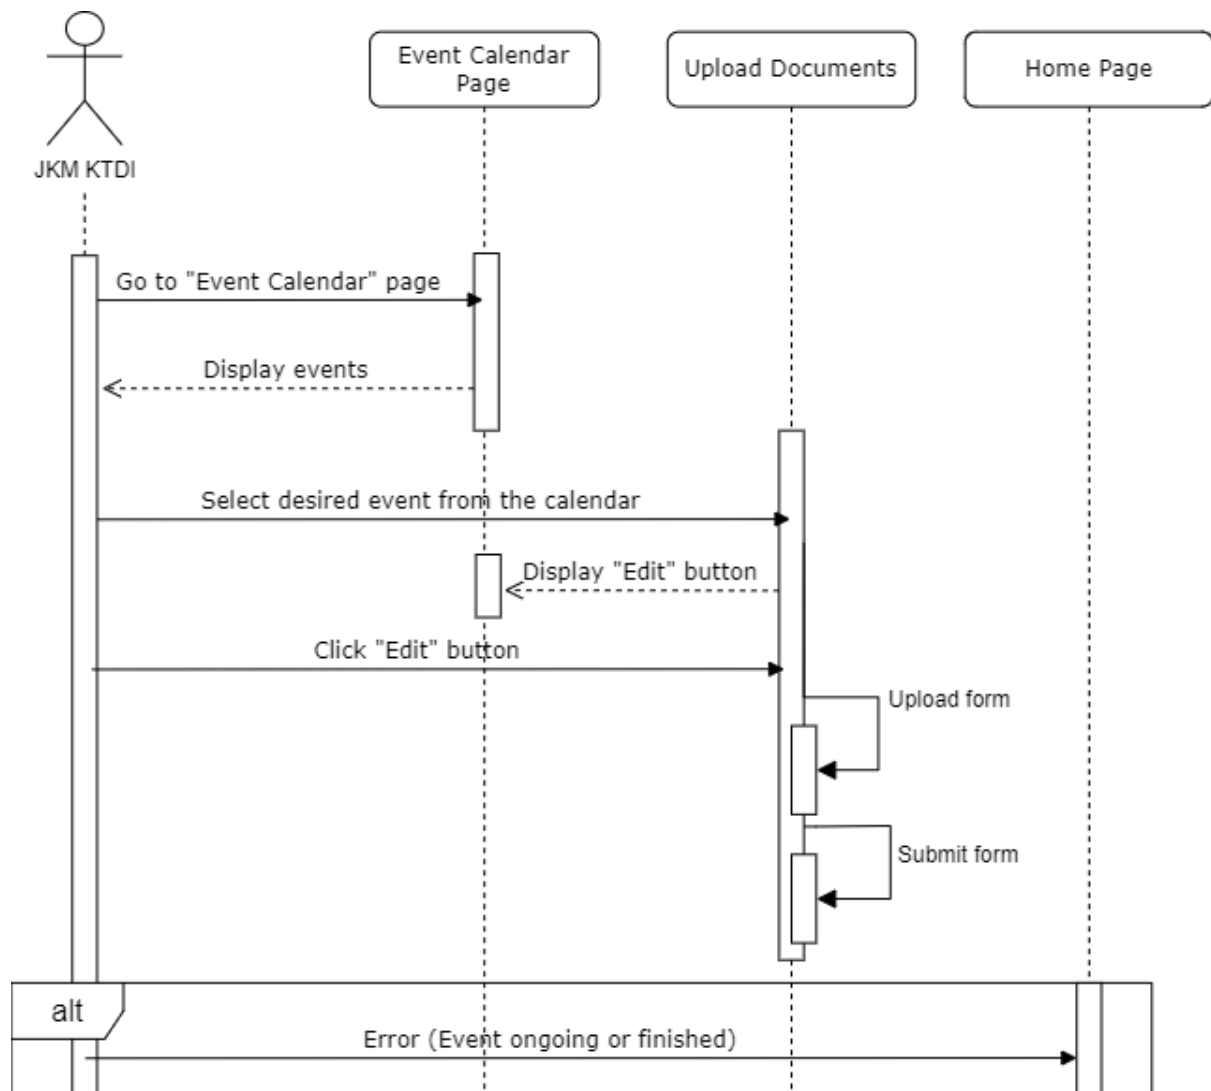 Event Calendar
Page
Upload Documents
Home Page
JKM KTDI
Go to "Event Calendar" page
Display events
Select desired event from the calendar
Display "Edit" button
Click "Edit" button
Upload form
Submit form
alt
Error (Event ongoing or finished)